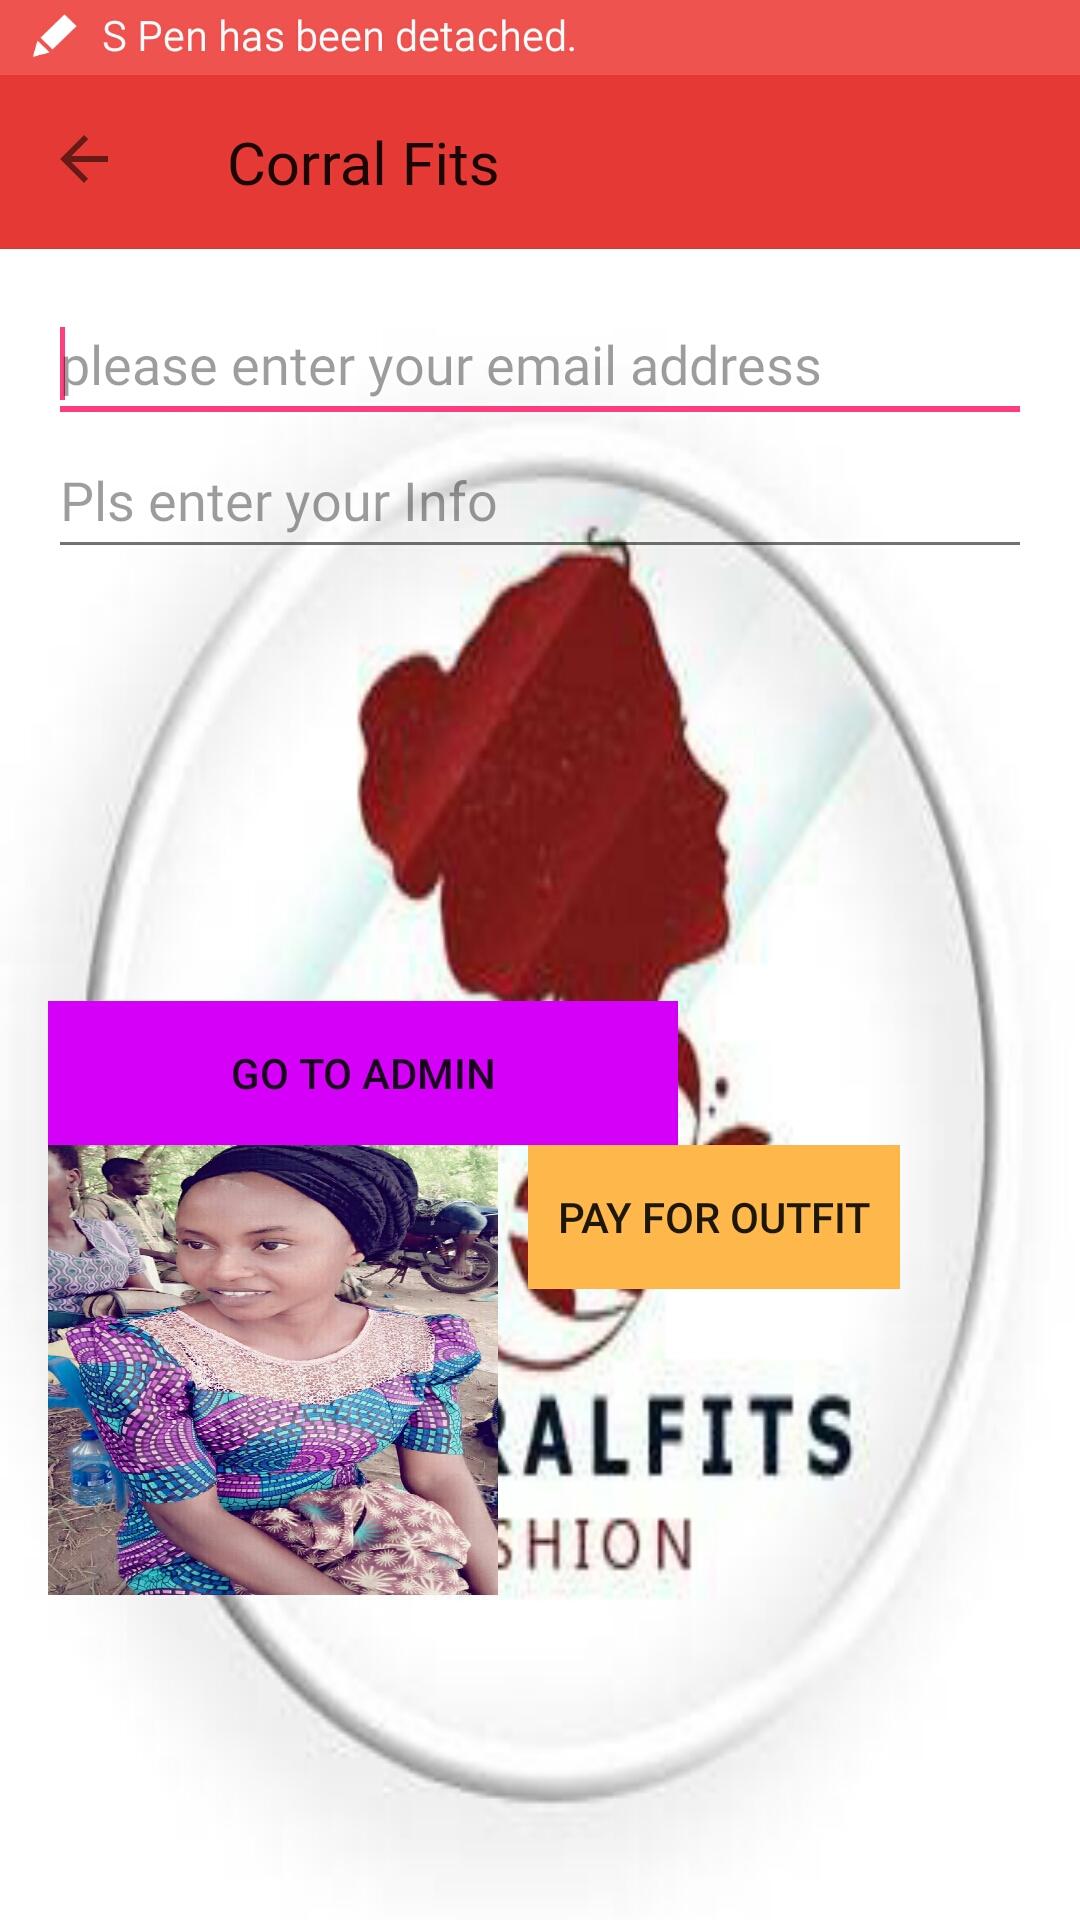 S Pen has been detached.
Corral Fits
please enter your email address
Pls enter your Info
GO TO ADMIN
PAY FOR OUTFIT
RALFITS
SHION